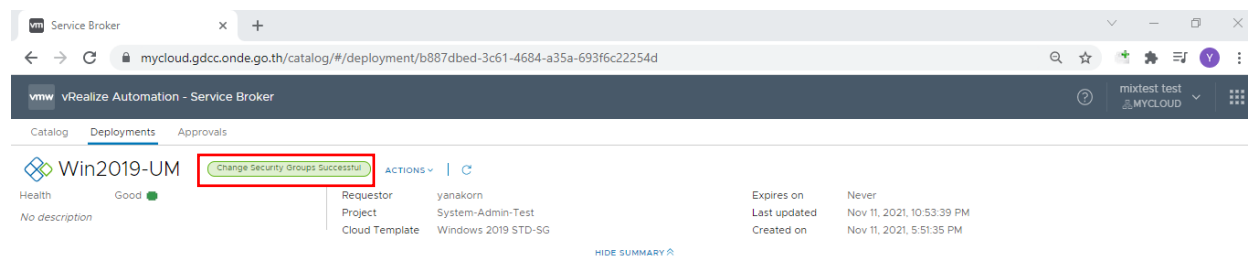 vm Service Broker
mycloud.gdcc.onde.go.th/catalog/#/deployment/b887dbed-3c61-4684-a35a-693f6c22254d
Y
vmw vRealize Automation - Service Broker
mixtest test
MYCLOUD
Catalog Deployments Approvals
Win2019-UM Change Security Groups Successful ACTIONS
Health Good Requestor yanakorn Expires on Never
No description Project System-Admin-Test Last updated Nov 11, 2021, 10:53:39 PM
Cloud Template Windows 2019 STD-SG Created on Nov 11, 2021, 5:51:35 PM
HIDE SUMMARY